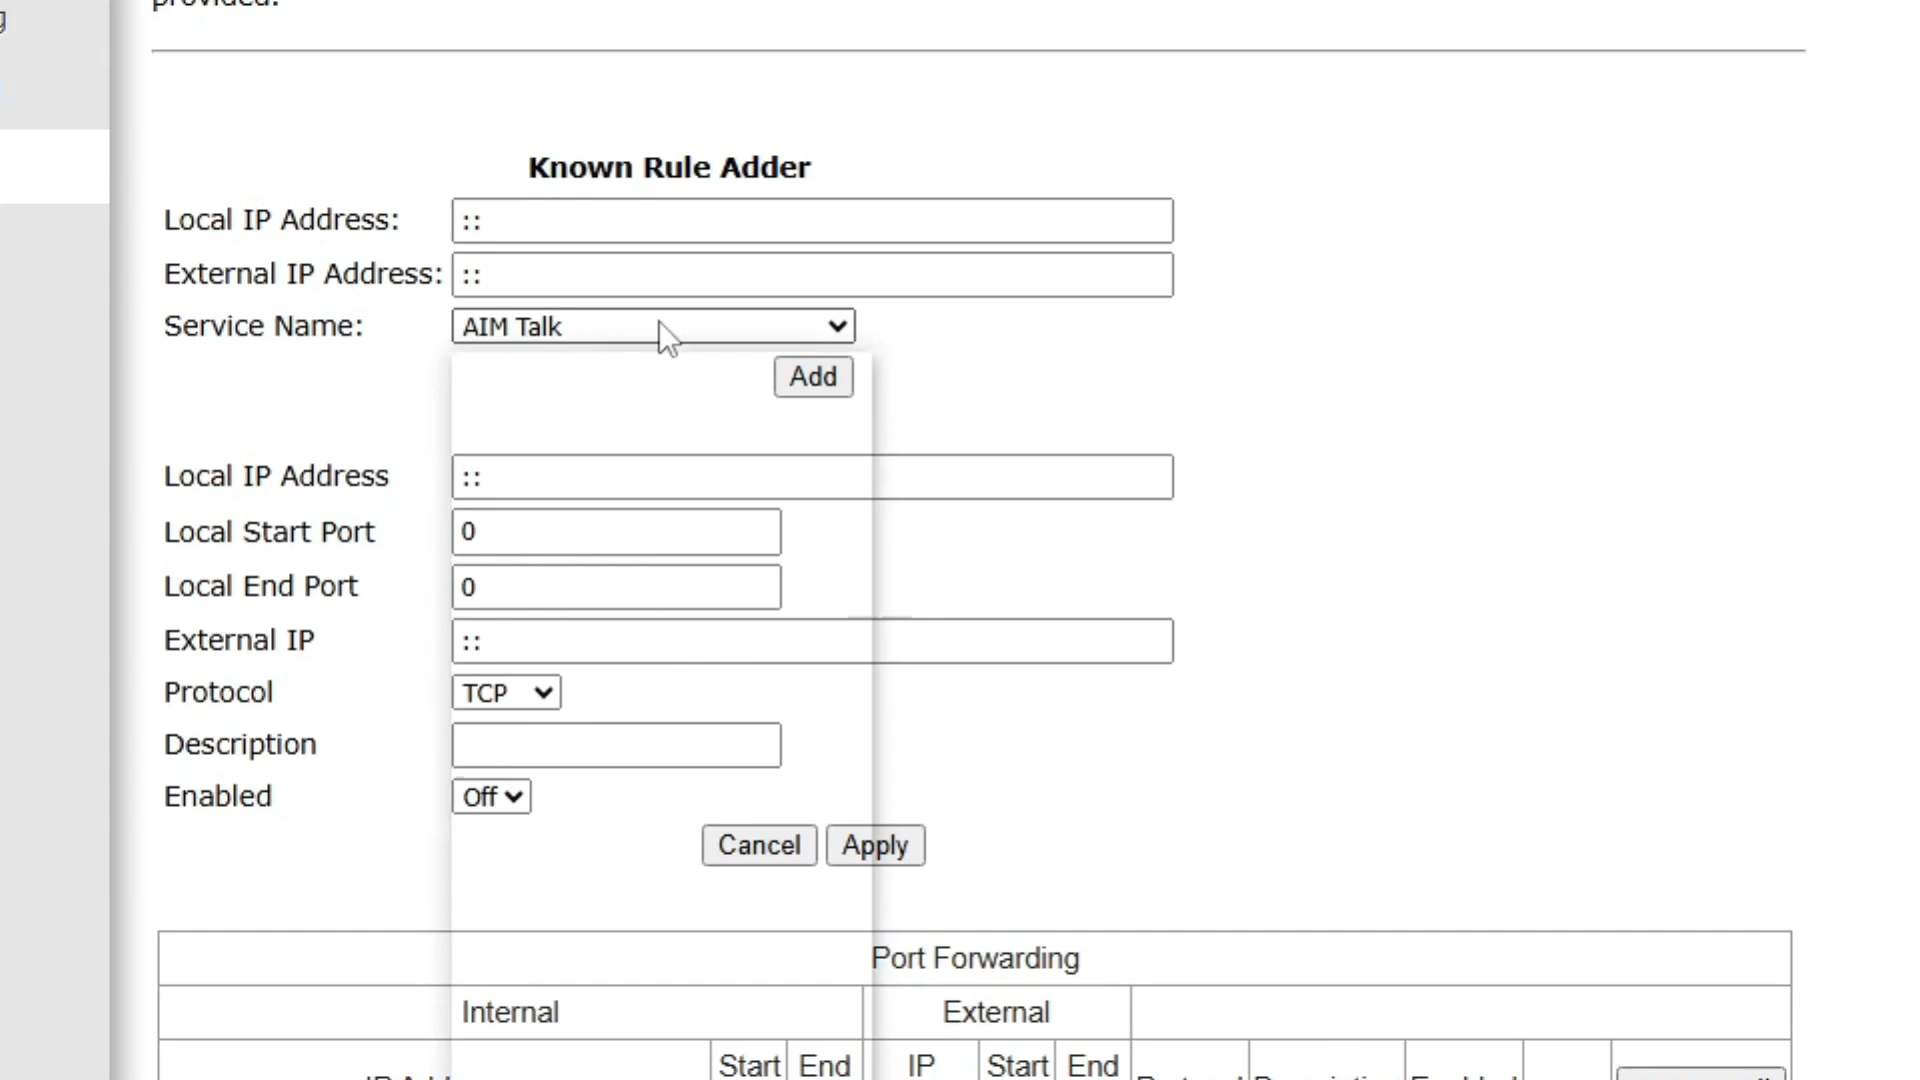 provided.
Known Rule Adder
Local IP Address: ::
External IP Address: ::
Service Name: AIM Talk
Add
Local IP Address ::
Local Start Port 0
Local End Port 0
External IP ::
Protocol TCP
Description
Enabled Off
Cancel Apply
Port Forwarding
Internal External
Start End IP Start End